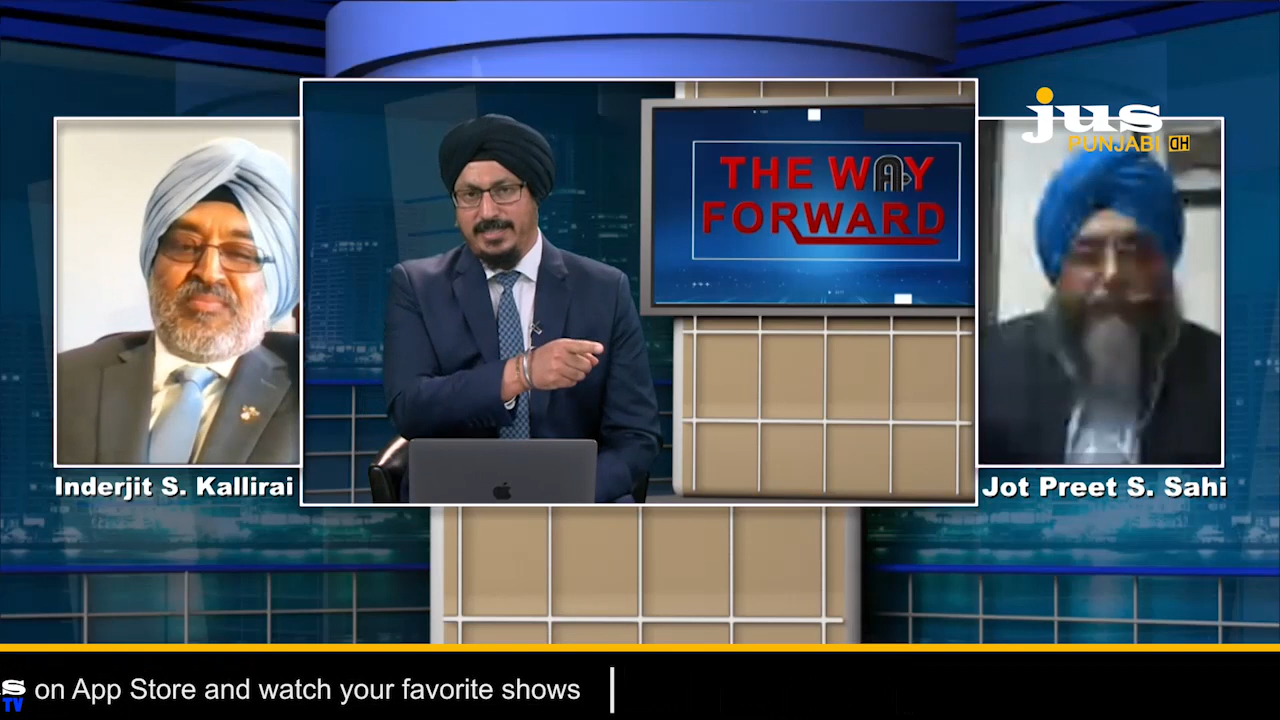 jus
PUNJABI HD
THE WAY
FORWARD
Inderjit S. Kallirai
Jot Preet S. Sahi
s on App Store and watch your favorite shows
TV